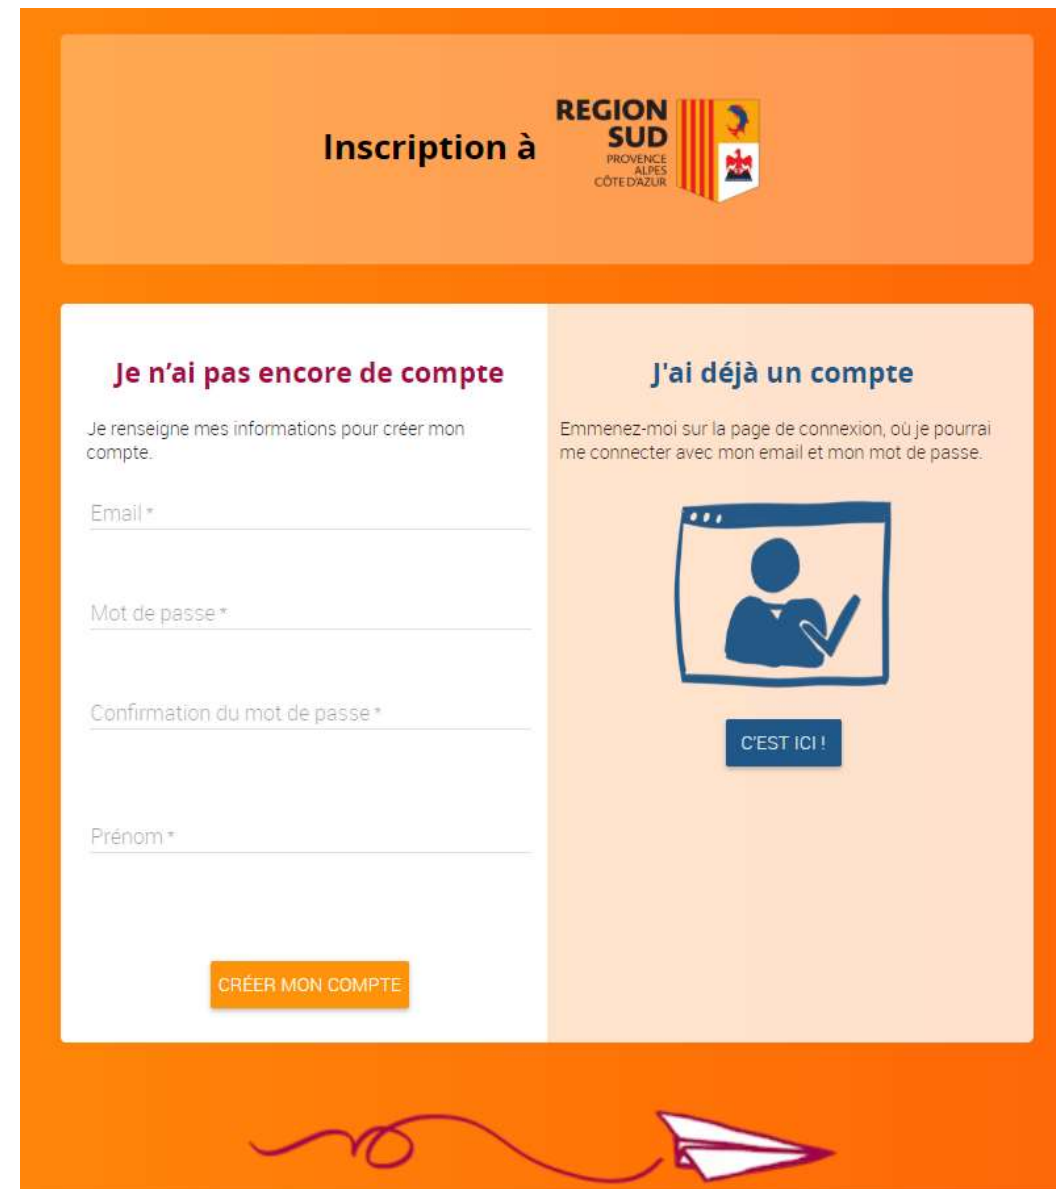 Inscription à
REGION
SUD
PROVENCE
ALPES
CÔTE D'AZUR
Je n’ai pas encore de compte
Je renseigne mes informations pour créer mon
compte.
Email *
Mot de passe *
Confirmation du mot de passe *
Prénom *
CRÉER MON COMPTE
J'ai déjà un compte
Emmenez-moi sur la page de connexion, où je pourrai
me connecter avec mon email et mon mot de passe.
C’EST ICI !